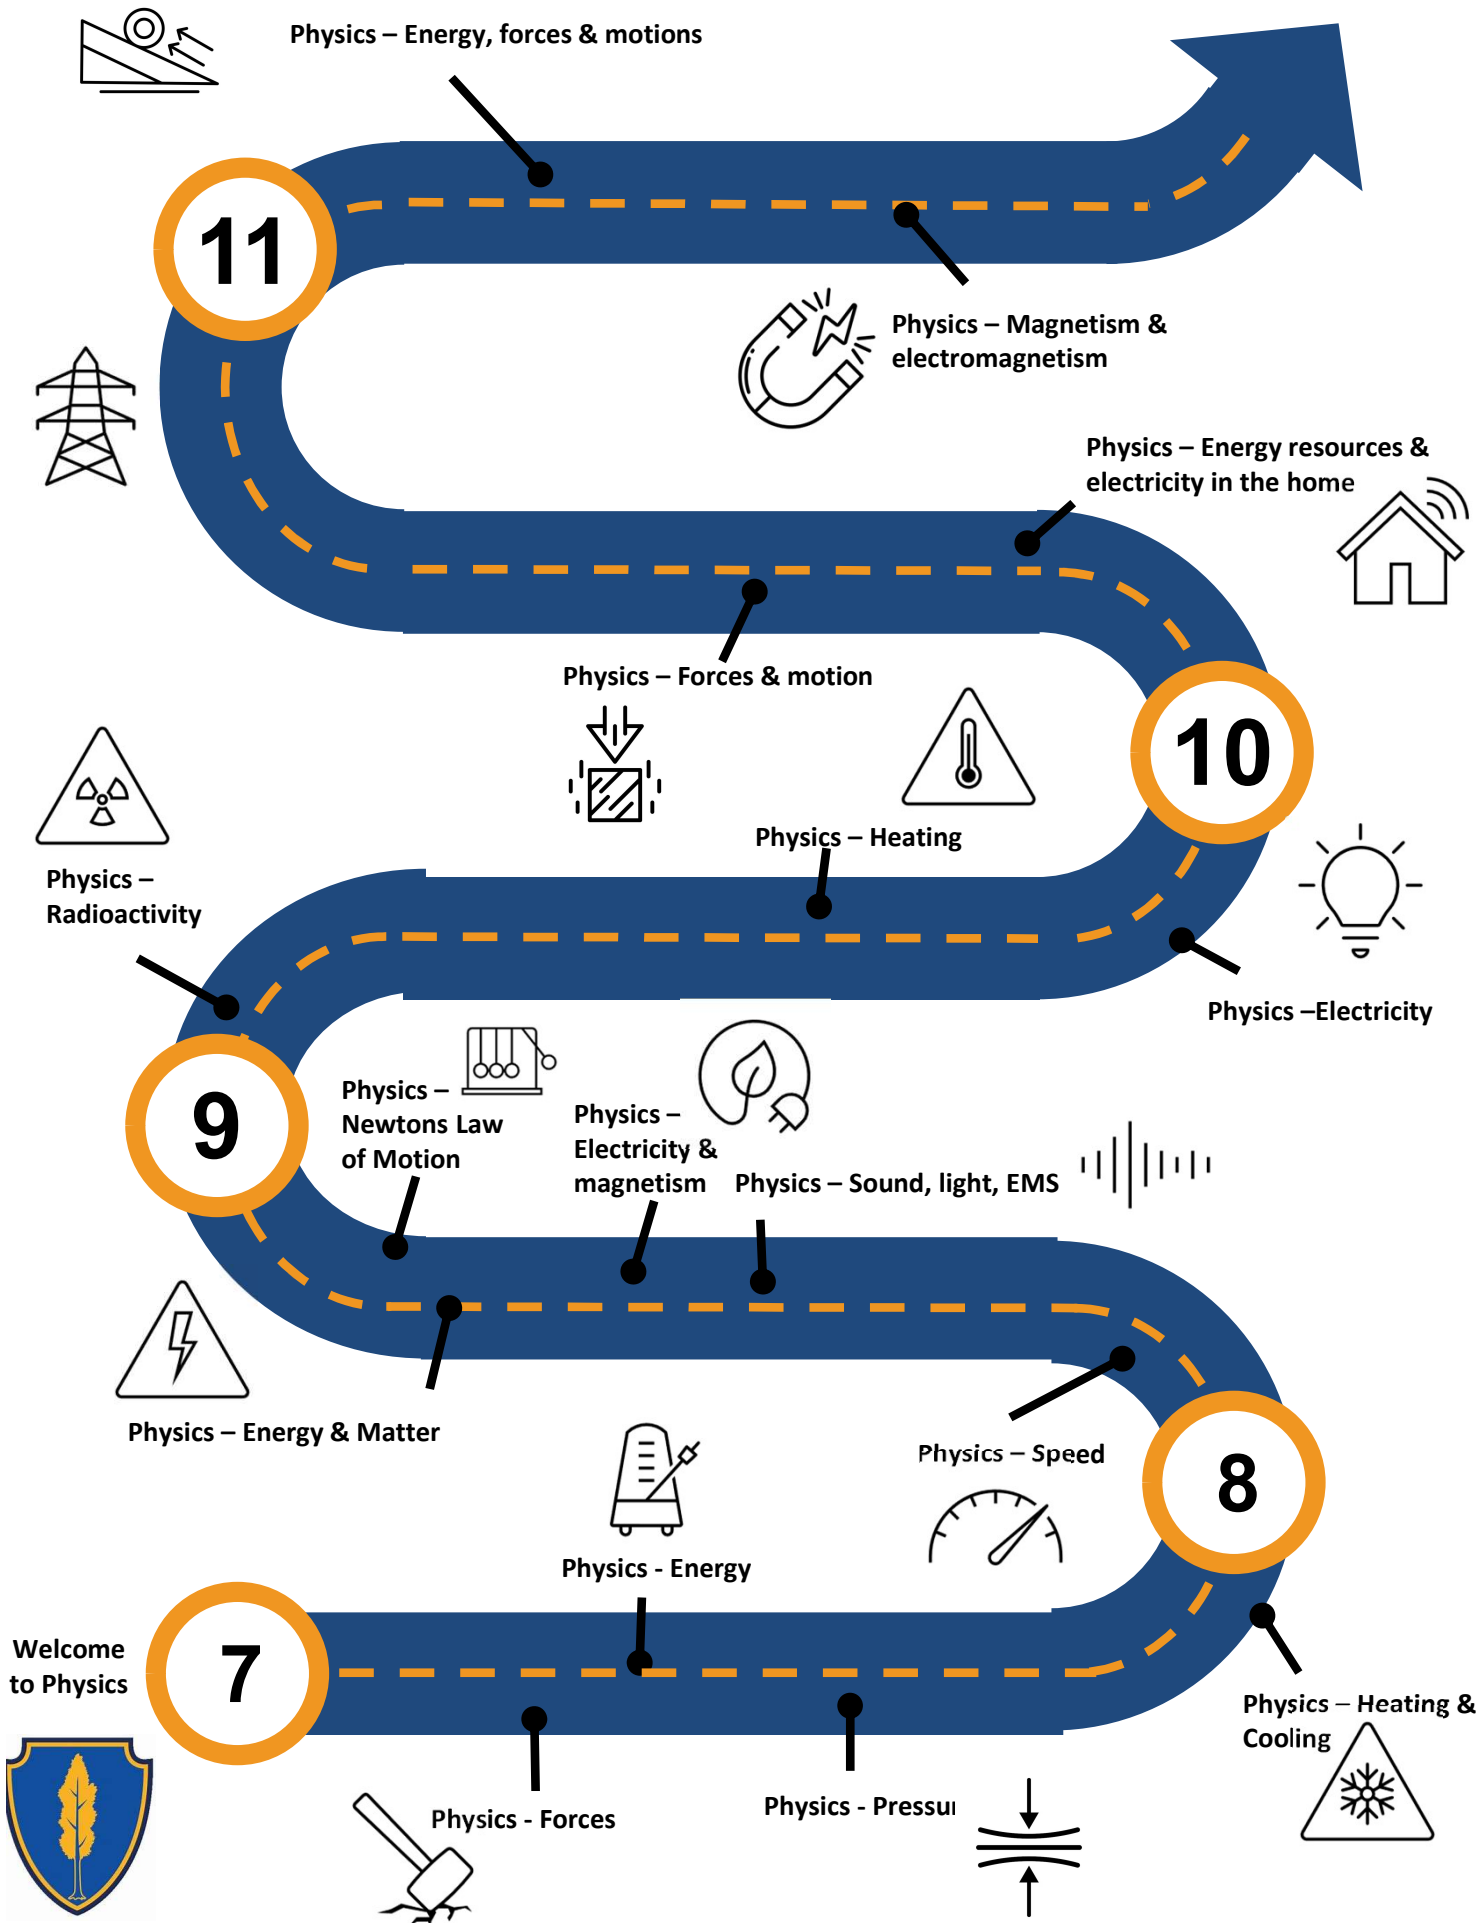 Physics – Energy, forces & motions
11
Physics – Magnetism &
electromagnetism
Physics – Energy resources &
electricity in the home
Physics – Forces & motion
10
Physics – Heating
Physics –
Radioactivity
Physics –Electricity
9
Physics –
Newtons Law
of Motion
Physics –
Electricity &
magnetism
Physics – Sound, light, EMS
Physics – Energy & Matter
Physics – Speed
8
Physics - Energy
Welcome
to Physics
7
Physics – Heating &
Cooling
Physics - Forces
Physics - Pressu